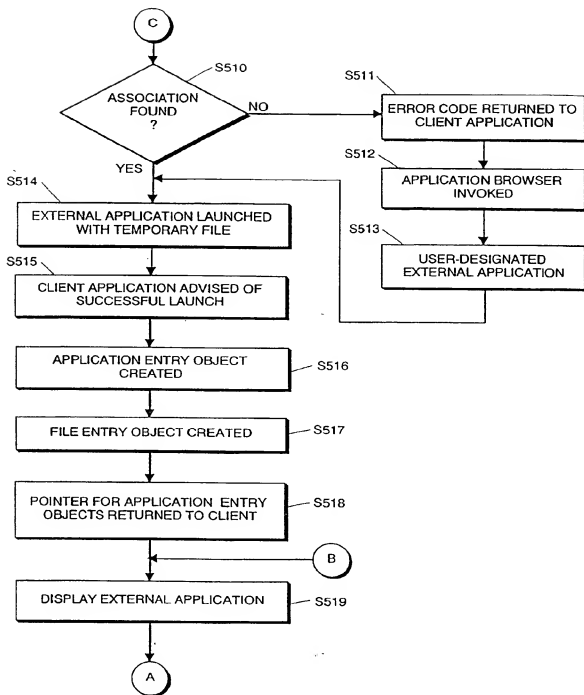 C
S510
ASSOCIATION
FOUND
?
NO
YES
S511
ERROR CODE RETURNED TO
CLIENT APPLICATION
S512
APPLICATION BROWSER
INVOKED
S513
USER-DESIGNATED
EXTERNAL APPLICATION
S514
EXTERNAL APPLICATION LAUNCHED
WITH TEMPORARY FILE
S515
CLIENT APPLICATION ADVISED OF
SUCCESSFUL LAUNCH
APPLICATION ENTRY OBJECT
CREATED
S516
FILE ENTRY OBJECT CREATED
S517
POINTER FOR APPLICATION ENTRY
OBJECTS RETURNED TO CLIENT
S518
B
DISPLAY EXTERNAL APPLICATION
S519
A